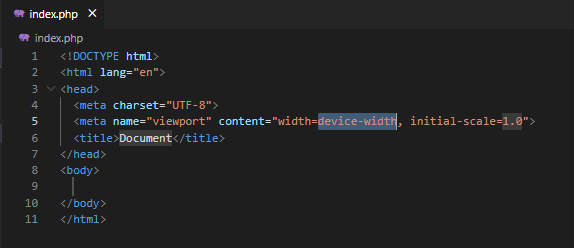 index.php
index.php
1 <!DOCTYPE html>
2 <html lang="en">
3 <head>
4 <meta charset="UTF-8">
5 <meta name="viewport" content="width=device-width, initial-scale=1.0">
6 <title>Document</title>
7 </head>
8 <body>
9
10 </body>
11 </html>